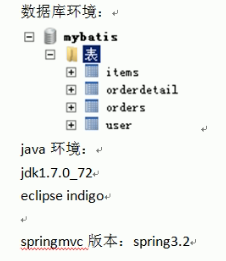 数据库环境：
mybatis
表
items
orderdetail
orders
user
java 环境：
jdk1.7.0_72
eclipse indigo
springmvc 版本：spring3.2